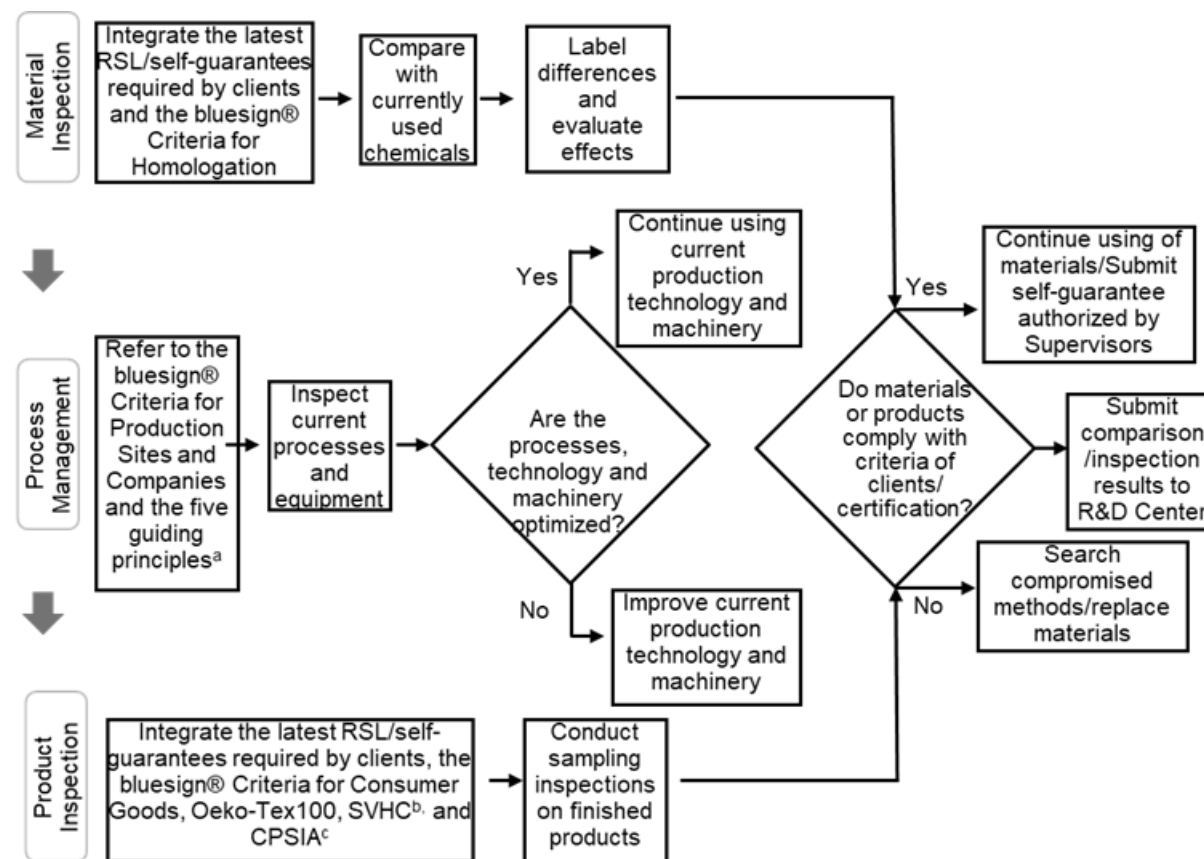 Material
Inspection
Integrate the latest
RSL/self-guarantees
required by clients
and the bluesign®
Criteria for
Homologation
Compare
with
currently
used
chemicals
Label
differences
and
evaluate
effects
Process
Management
Refer to the
bluesign®
Criteria for
Production
Sites and
Companies
and the five
guiding
principlesᵃ
Inspect
current
processes
and
equipment
Are the
processes,
technology and
machinery
optimized?
Yes
Continue using
current
production
technology and
machinery
No
Improve current
production
technology and
machinery
Do materials
or products
comply with
criteria of
clients/
certification?
Yes
Continue using of
materials/Submit
self-guarantee
authorized by
Supervisors
Submit
comparison
/inspection
results to
R&D Center
No
Search
compromised
methods/replace
materials
Product
Inspection
Integrate the latest RSL/self-
guarantees required by clients, the
bluesign® Criteria for Consumer
Goods, Oeko-Tex100, SVHCᵇ, and
CPSIAᶜ
Conduct
sampling
inspections
on finished
products